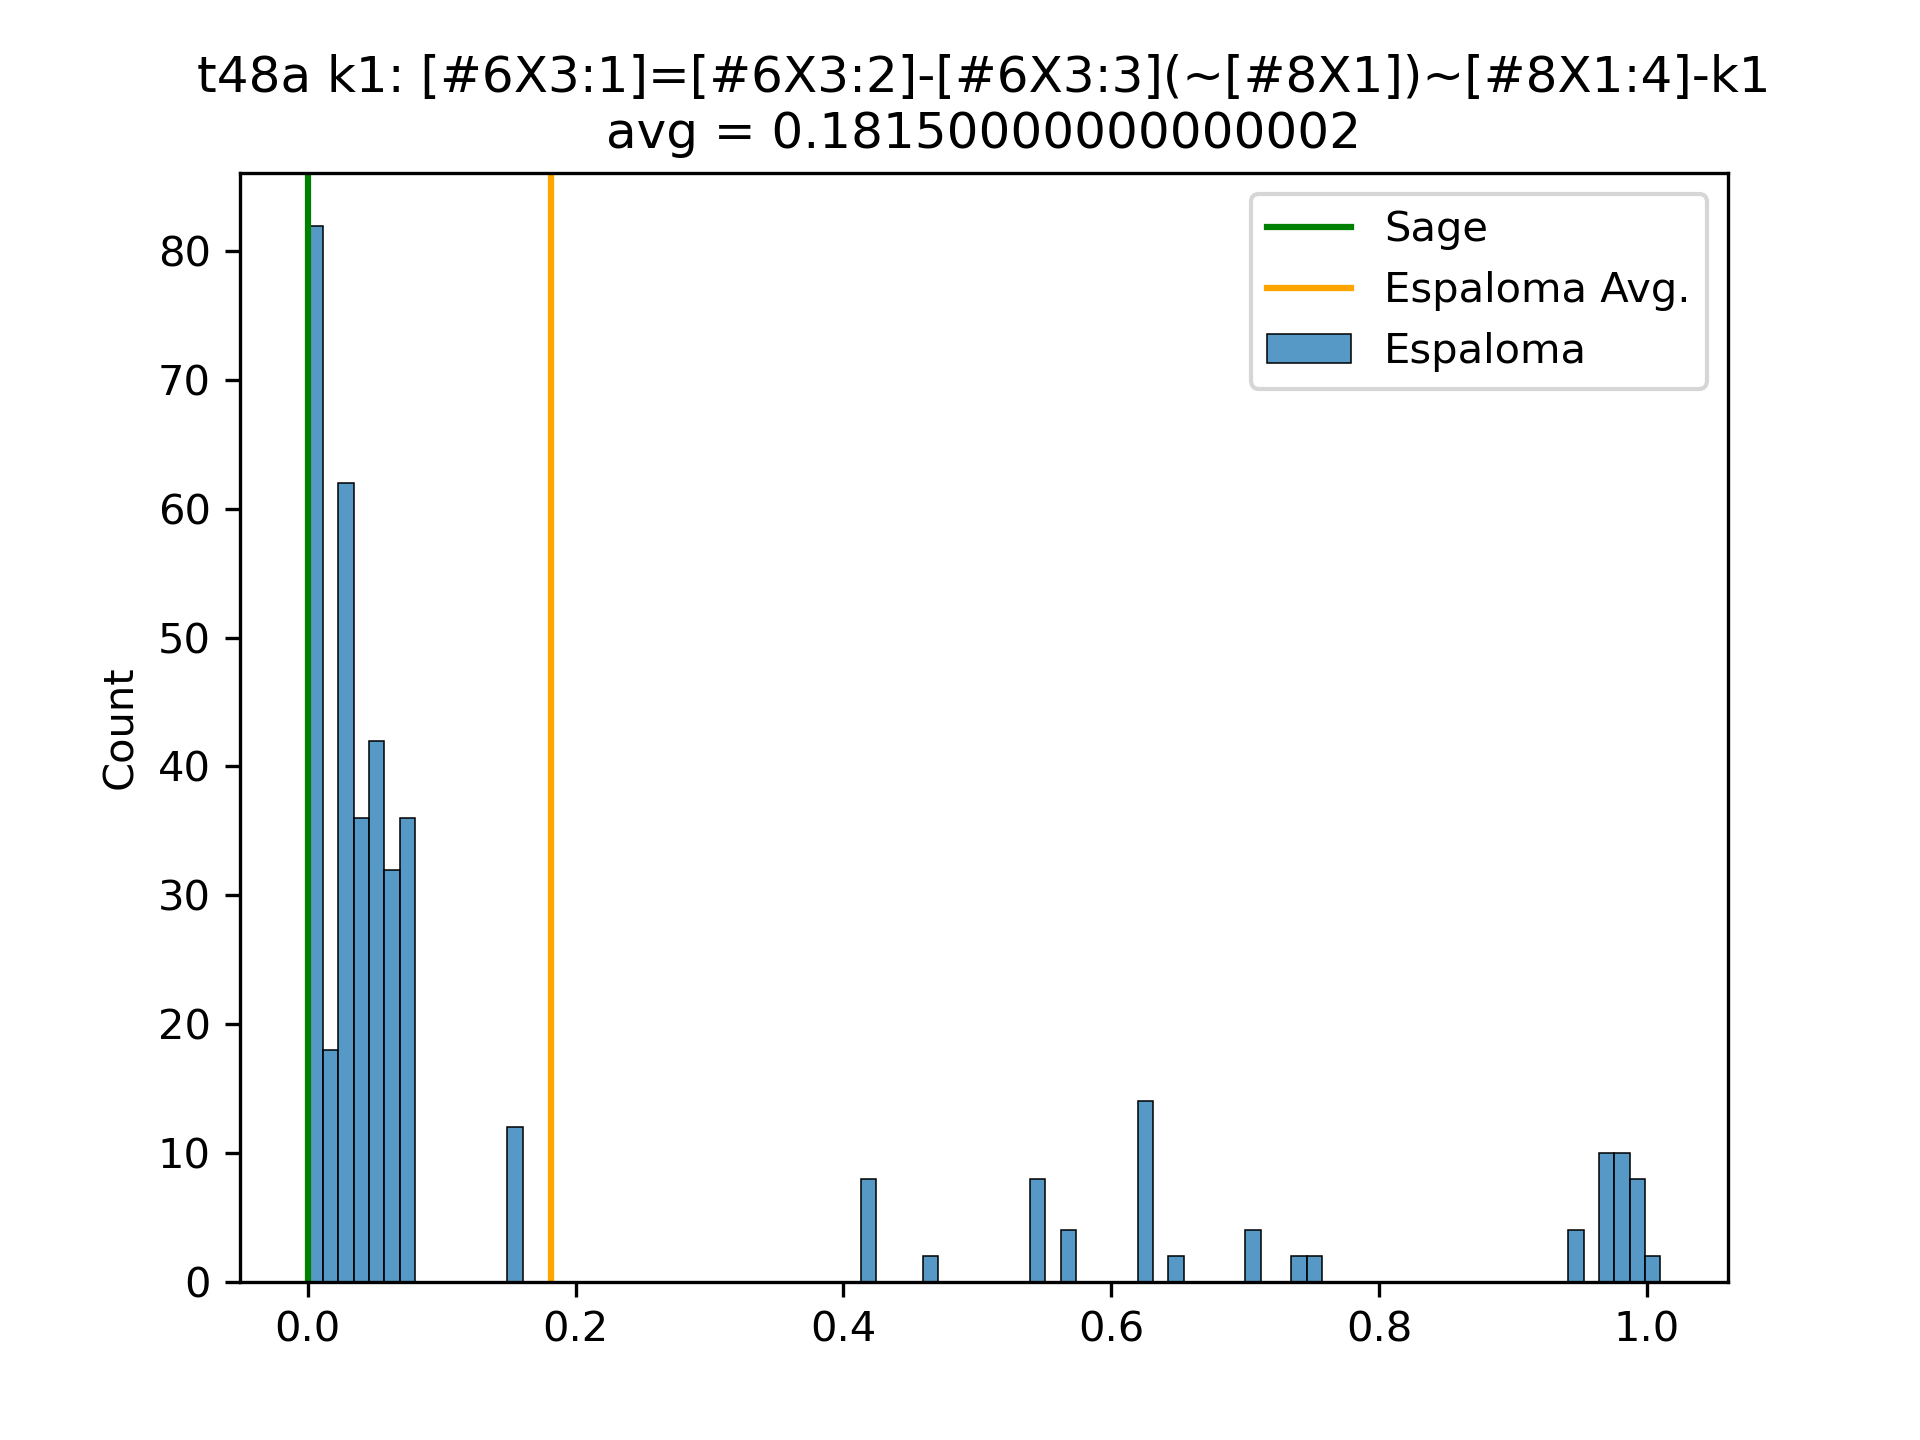 t48a k1: [#6X3:1]=[#6X3:2]-[#6X3:3](~[#8X1])~[#8X1:4]-k1
avg = 0.18150000000000002
Sage
Espaloma Avg.
Espaloma
Count
80
70
60
50
40
30
20
10
0
0.0 0.2 0.4 0.6 0.8 1.0